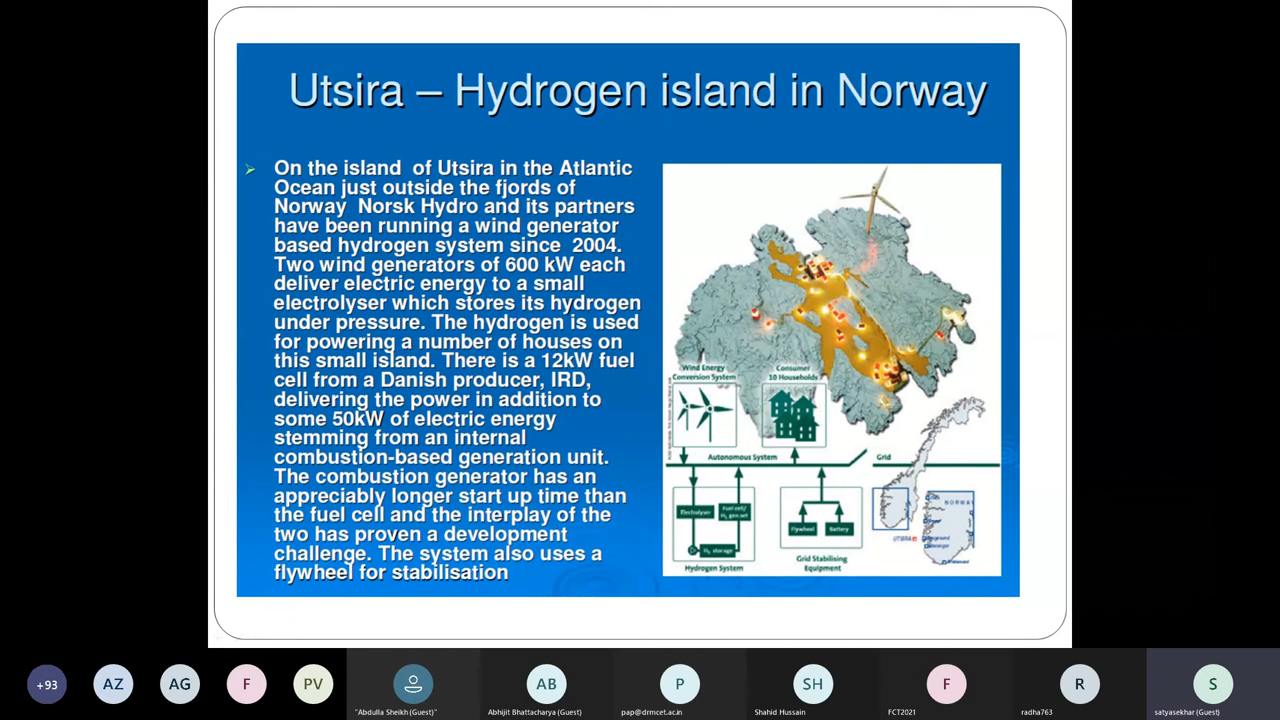 Utsira – Hydrogen island in Norway
On the island of Utsira in the Atlantic
Ocean just outside the fjords of
Norway Norsk Hydro and its partners
have been running a wind generator
based hydrogen system since 2004.
Two wind generators of 600 kW each
deliver electric energy to a small
electrolyser which stores its hydrogen
under pressure. The hydrogen is used
for powering a number of houses on
this small island. There is a 12kW fuel
cell from a Danish producer, IRD,
delivering the power in addition to
some 50kW of electric energy
stemming from an internal
combustion-based generation unit.
The combustion generator has an
appreciably longer start up time than
the fuel cell and the interplay of the
two has proven a development
challenge. The system also uses a
flywheel for stabilisation
Wind Energy
Conversion System
Consumer
10 Households
Autonomous System
Grid
Electrolyser
Fuel cell/
H₂ gen.set
H₂ storage
Hydrogen System
Flywheel
Battery
Grid Stabilising
Equipment
NORWAY
UTSIRA
+93
AZ
AG
F
PV
"Abdulla Sheikh (Guest)"
AB
Abhijit Bhattacharya (Guest)
P
pap@drmcet.ac.in
SH
Shahid Hussain
F
FCT2021
R
radha763
S
satyasekhar (Guest)